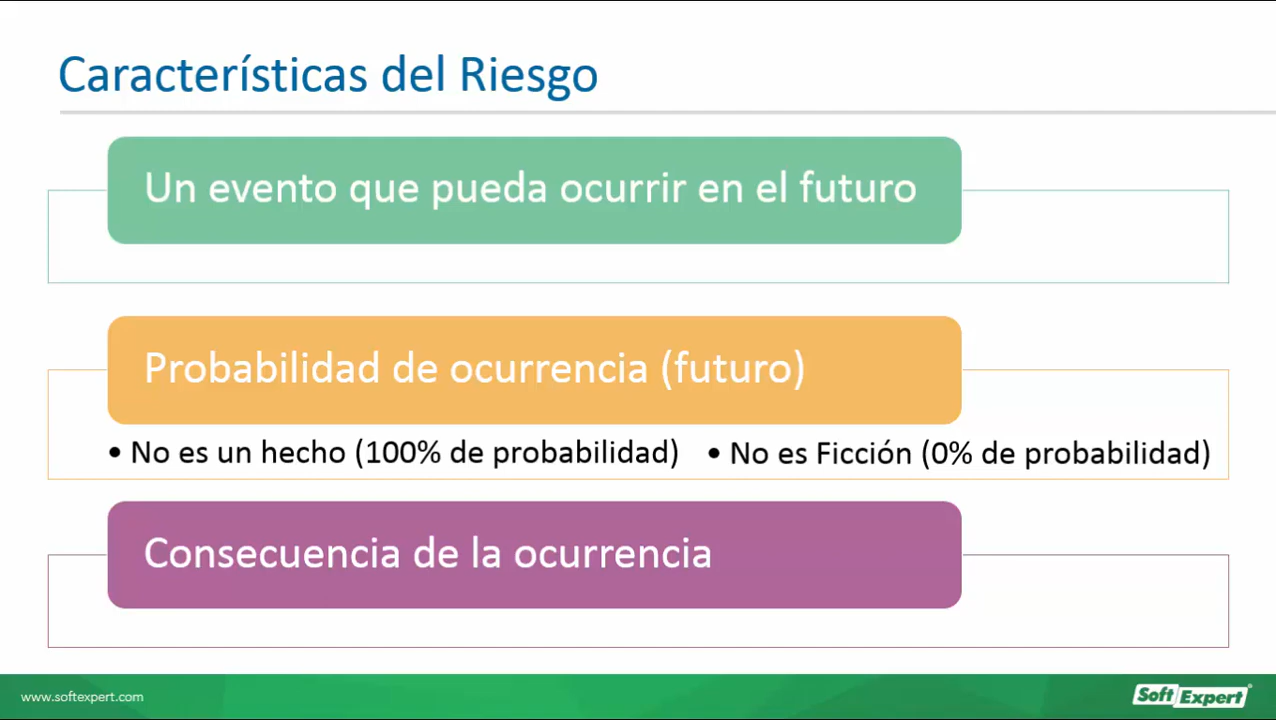 Características del Riesgo
Un evento que pueda ocurrir en el futuro
Probabilidad de ocurrencia (futuro)
• No es un hecho (100% de probabilidad) • No es Ficción (0% de probabilidad)
Consecuencia de la ocurrencia
www.softexpert.com
Soft Expert®